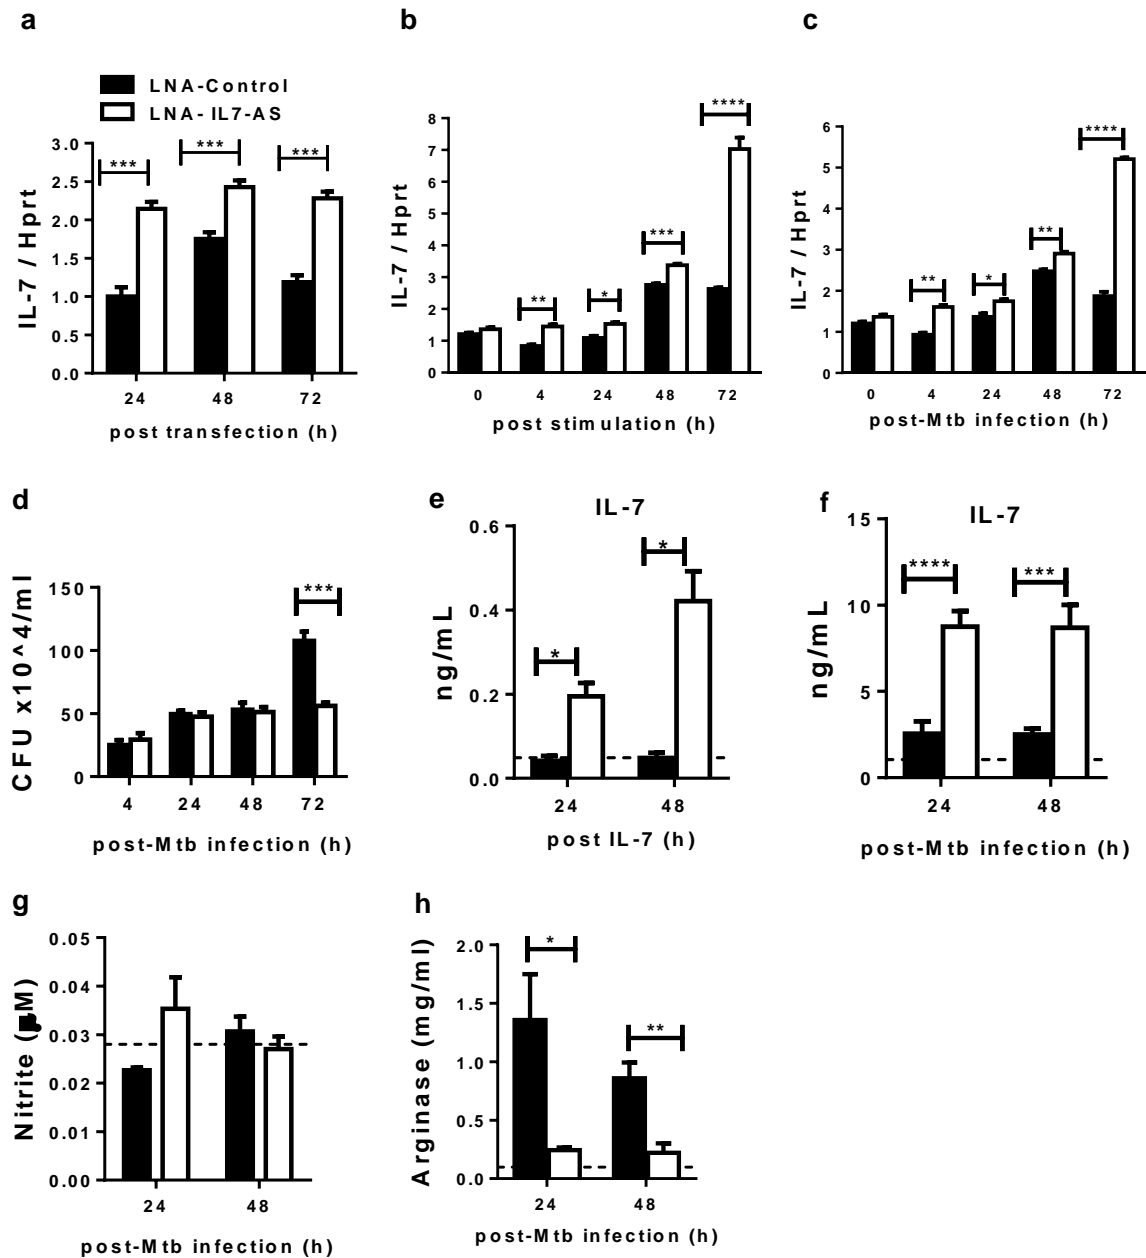 a
b
c
LNA-Control
LNA- IL7-AS
IL-7 / Hprt
3.0
2.5
2.0
1.5
1.0
0.5
0.0
***
***
***
24 48 72
post transfection (h)
IL-7 / Hprt
8
7
6
5
4
3
2
1
0
**
*
***
****
0 4 24 48 72
post stimulation (h)
IL-7 / Hprt
6
5
4
3
2
1
0
**
*
**
****
0 4 24 48 72
post-Mtb infection (h)
d
e
f
CFU x10^4/ml
150
100
50
0
***
4 24 48 72
post-Mtb infection (h)
IL-7
ng/mL
0.6
0.4
0.2
0.0
*
*
24 48
post IL-7 (h)
IL-7
ng/mL
15
10
5
0
****
***
24 48
post-Mtb infection (h)
g
h
Nitrite (M)
0.05
0.04
0.03
0.02
0.01
0.00
24 48
post-Mtb infection (h)
Arginase (mg/ml)
2.0
1.5
1.0
0.5
0.0
*
**
24 48
post-Mtb infection (h)